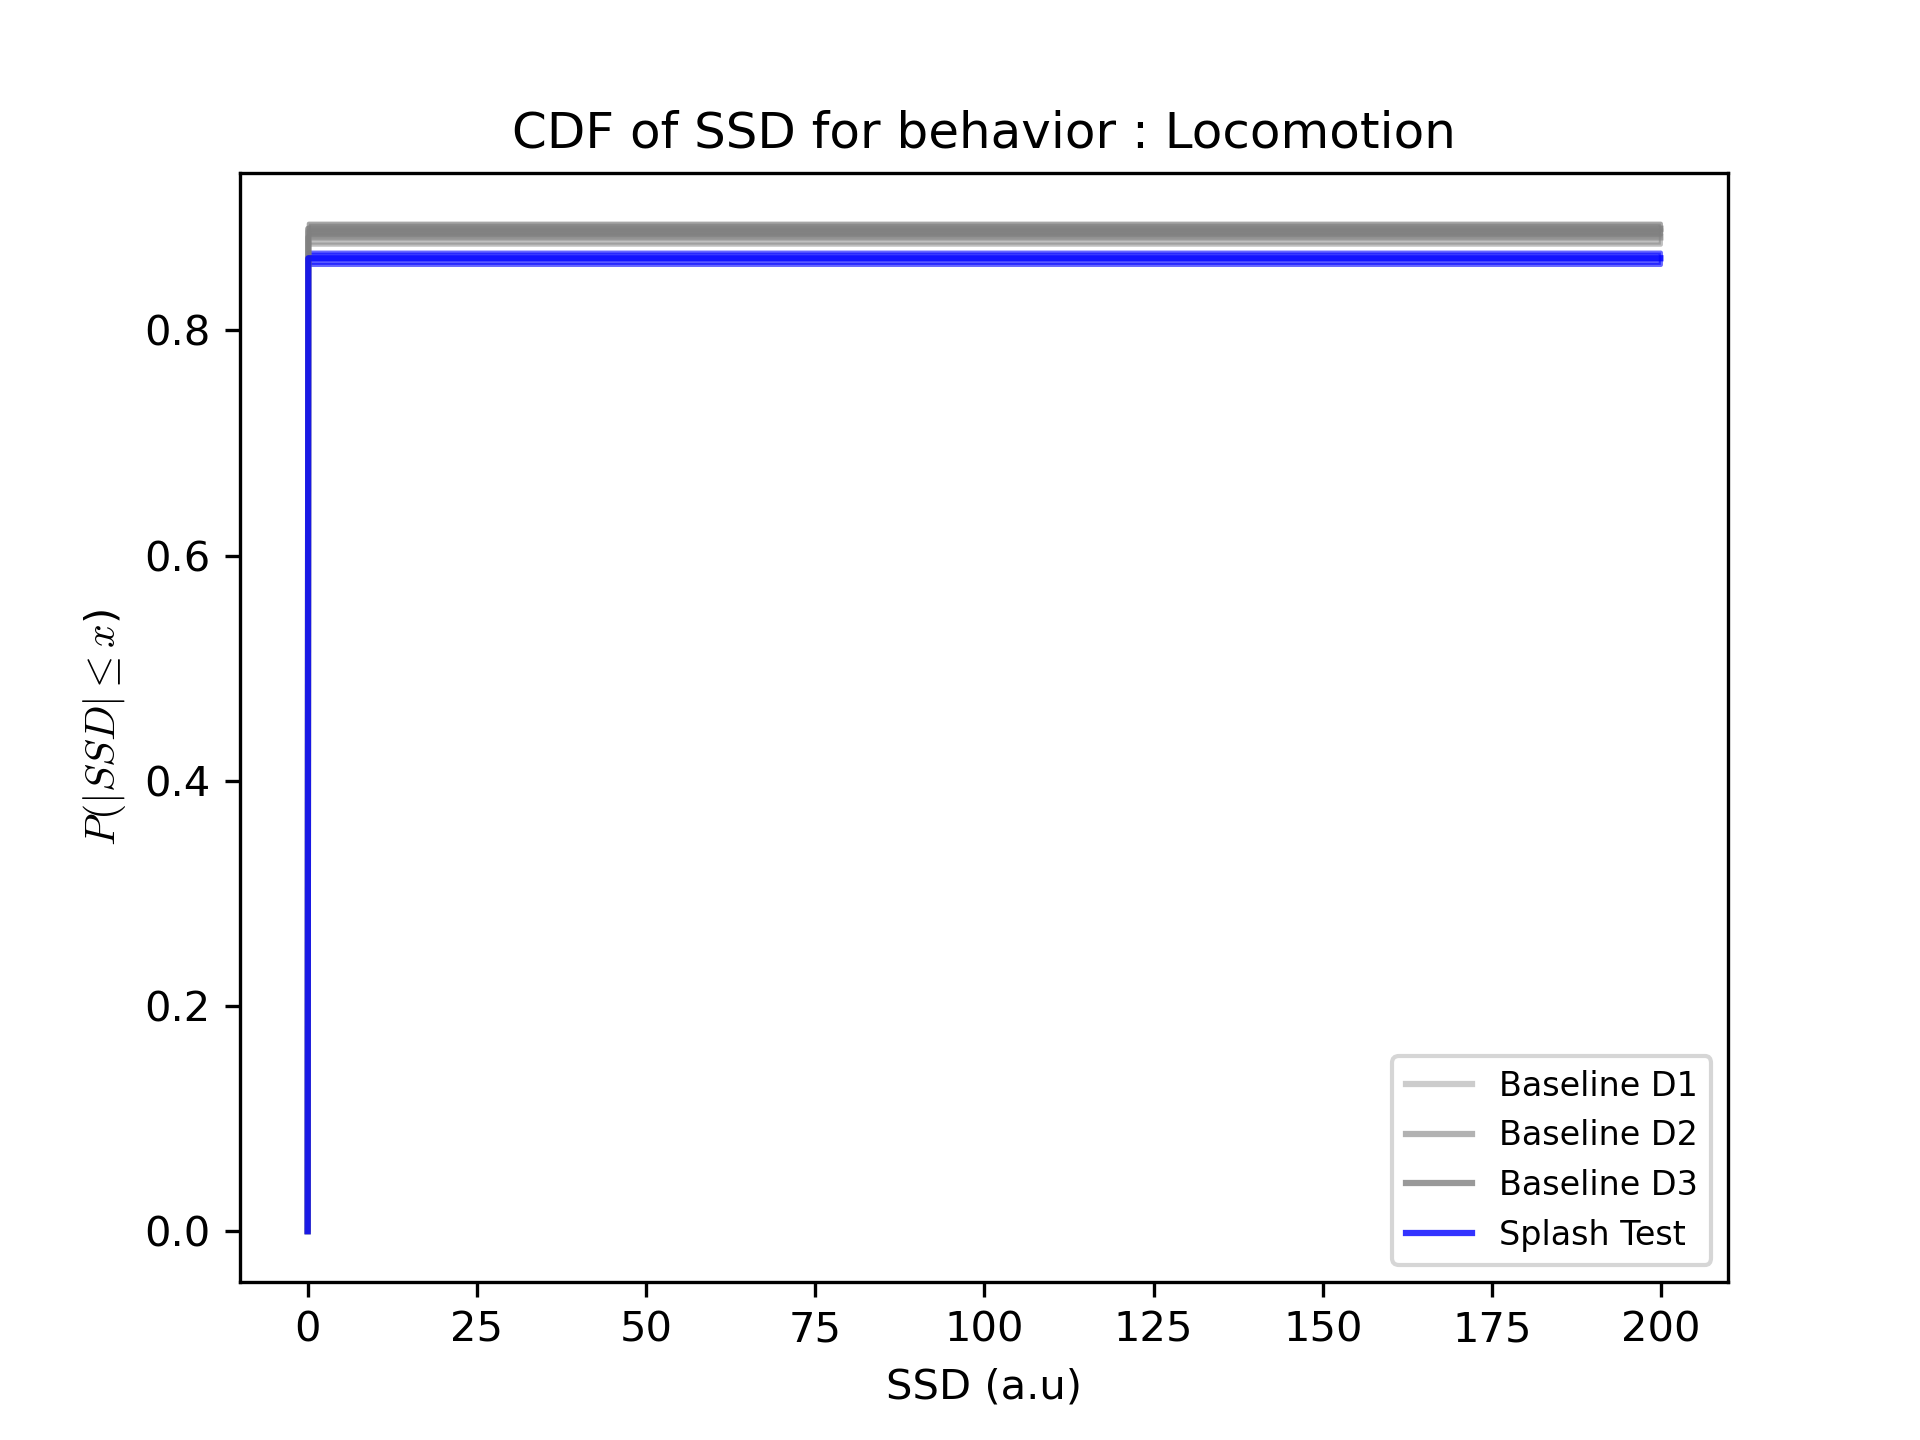 CDF of SSD for behavior : Locomotion
P(|SSD| ≤ x)
0.8
0.6
0.4
0.2
0.0
0 25 50 75 100 125 150 175 200
SSD (a.u)
Baseline D1
Baseline D2
Baseline D3
Splash Test